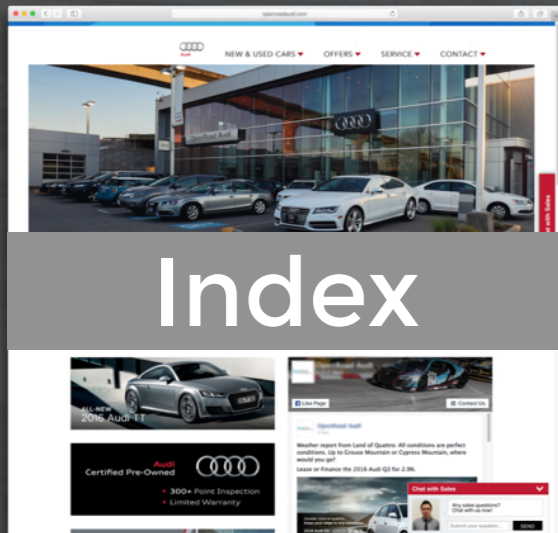 openroadaudi.com
Audi
NEW & USED CARS OFFERS SERVICE CONTACT
OpenRoad Audi
Chat with Sales
Index
ALL-NEW
2016 Audi TT
Like Page
Contact Us
OpenRoad Audi
Weather report from Land of Quattro: All conditions are perfect
conditions. Up to Grouse Mountain or Cypress Mountain, where
would you go?
Lease or Finance the 2016 Audi Q3 for 2.9%.
Audi
Certified Pre-Owned
300+ Point Inspection
Limited Warranty
Chat with Sales
Any sales questions?
Chat with us now!
Submit your question...
SEND